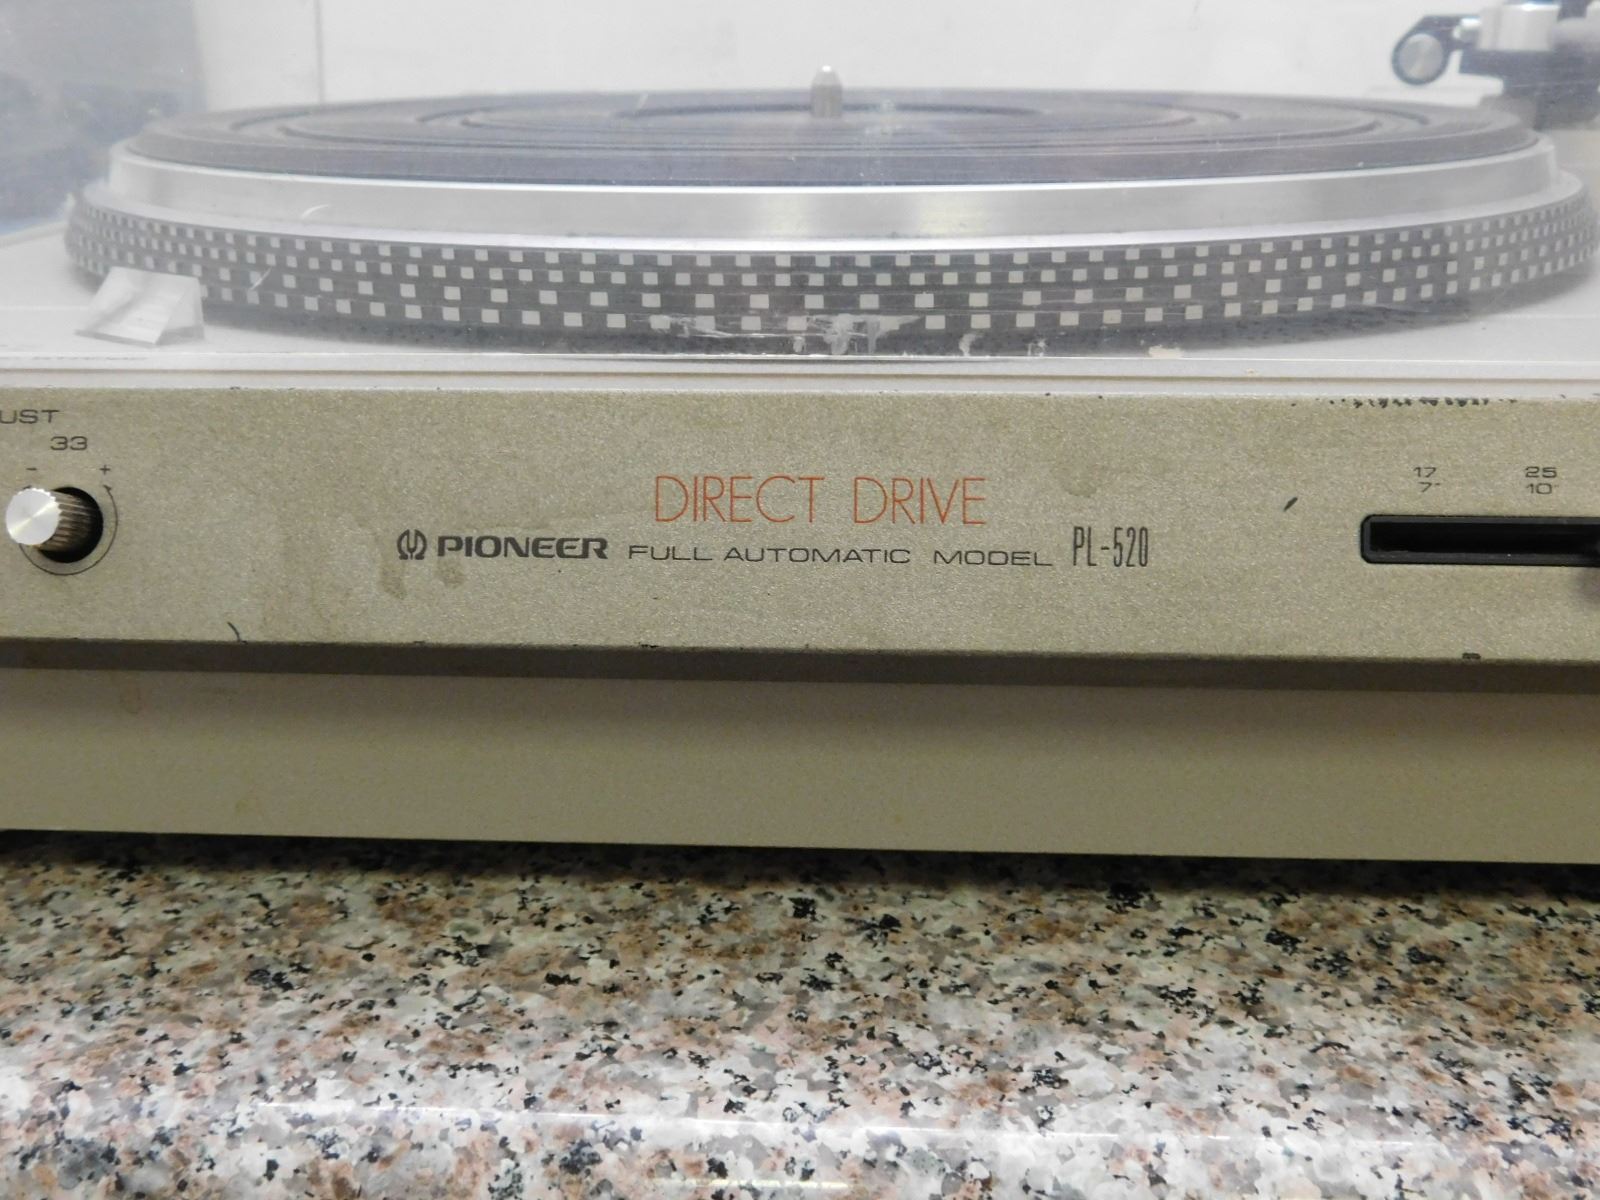 UST
33
- +
DIRECT DRIVE
PIONEER FULL AUTOMATIC MODEL PL-520
17 25
7" 10"